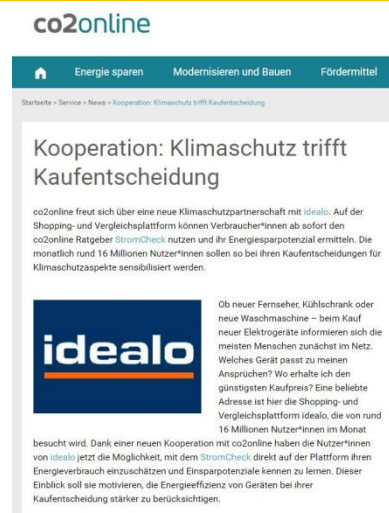 co2online
Energie sparen Modernisieren und Bauen Fördermittel
Startseite > Service > News > Kooperation: Klimaschutz trifft Kaufentscheidung
Kooperation: Klimaschutz trifft
Kaufentscheidung
co2online freut sich über eine neue Klimaschutzpartnerschaft mit idealo. Auf der
Shopping- und Vergleichsplattform können Verbraucher*innen ab sofort den
co2online Ratgeber StromCheck nutzen und ihr Energiesparpotenzial ermitteln. Die
monatlich rund 16 Millionen Nutzer*innen sollen so bei ihren Kaufentscheidungen für
Klimaschutzaspekte sensibilisiert werden.
idealo
Ob neuer Fernseher, Kühlschrank oder
neue Waschmaschine – beim Kauf
neuer Elektrogeräte informieren sich die
meisten Menschen zunächst im Netz.
Welches Gerät passt zu meinen
Ansprüchen? Wo erhalte ich den
günstigsten Kaufpreis? Eine beliebte
Adresse ist hier die Shopping- und
Vergleichsplattform idealo, die von rund
16 Millionen Nutzer*innen im Monat
besucht wird. Dank einer neuen Kooperation mit co2online haben die Nutzer*innen
von idealo jetzt die Möglichkeit, mit dem StromCheck direkt auf der Plattform ihren
Energieverbrauch einzuschätzen und Einsparpotenziale kennen zu lernen. Dieser
Einblick soll sie motivieren, die Energieeffizienz von Geräten bei ihrer
Kaufentscheidung stärker zu berücksichtigen.